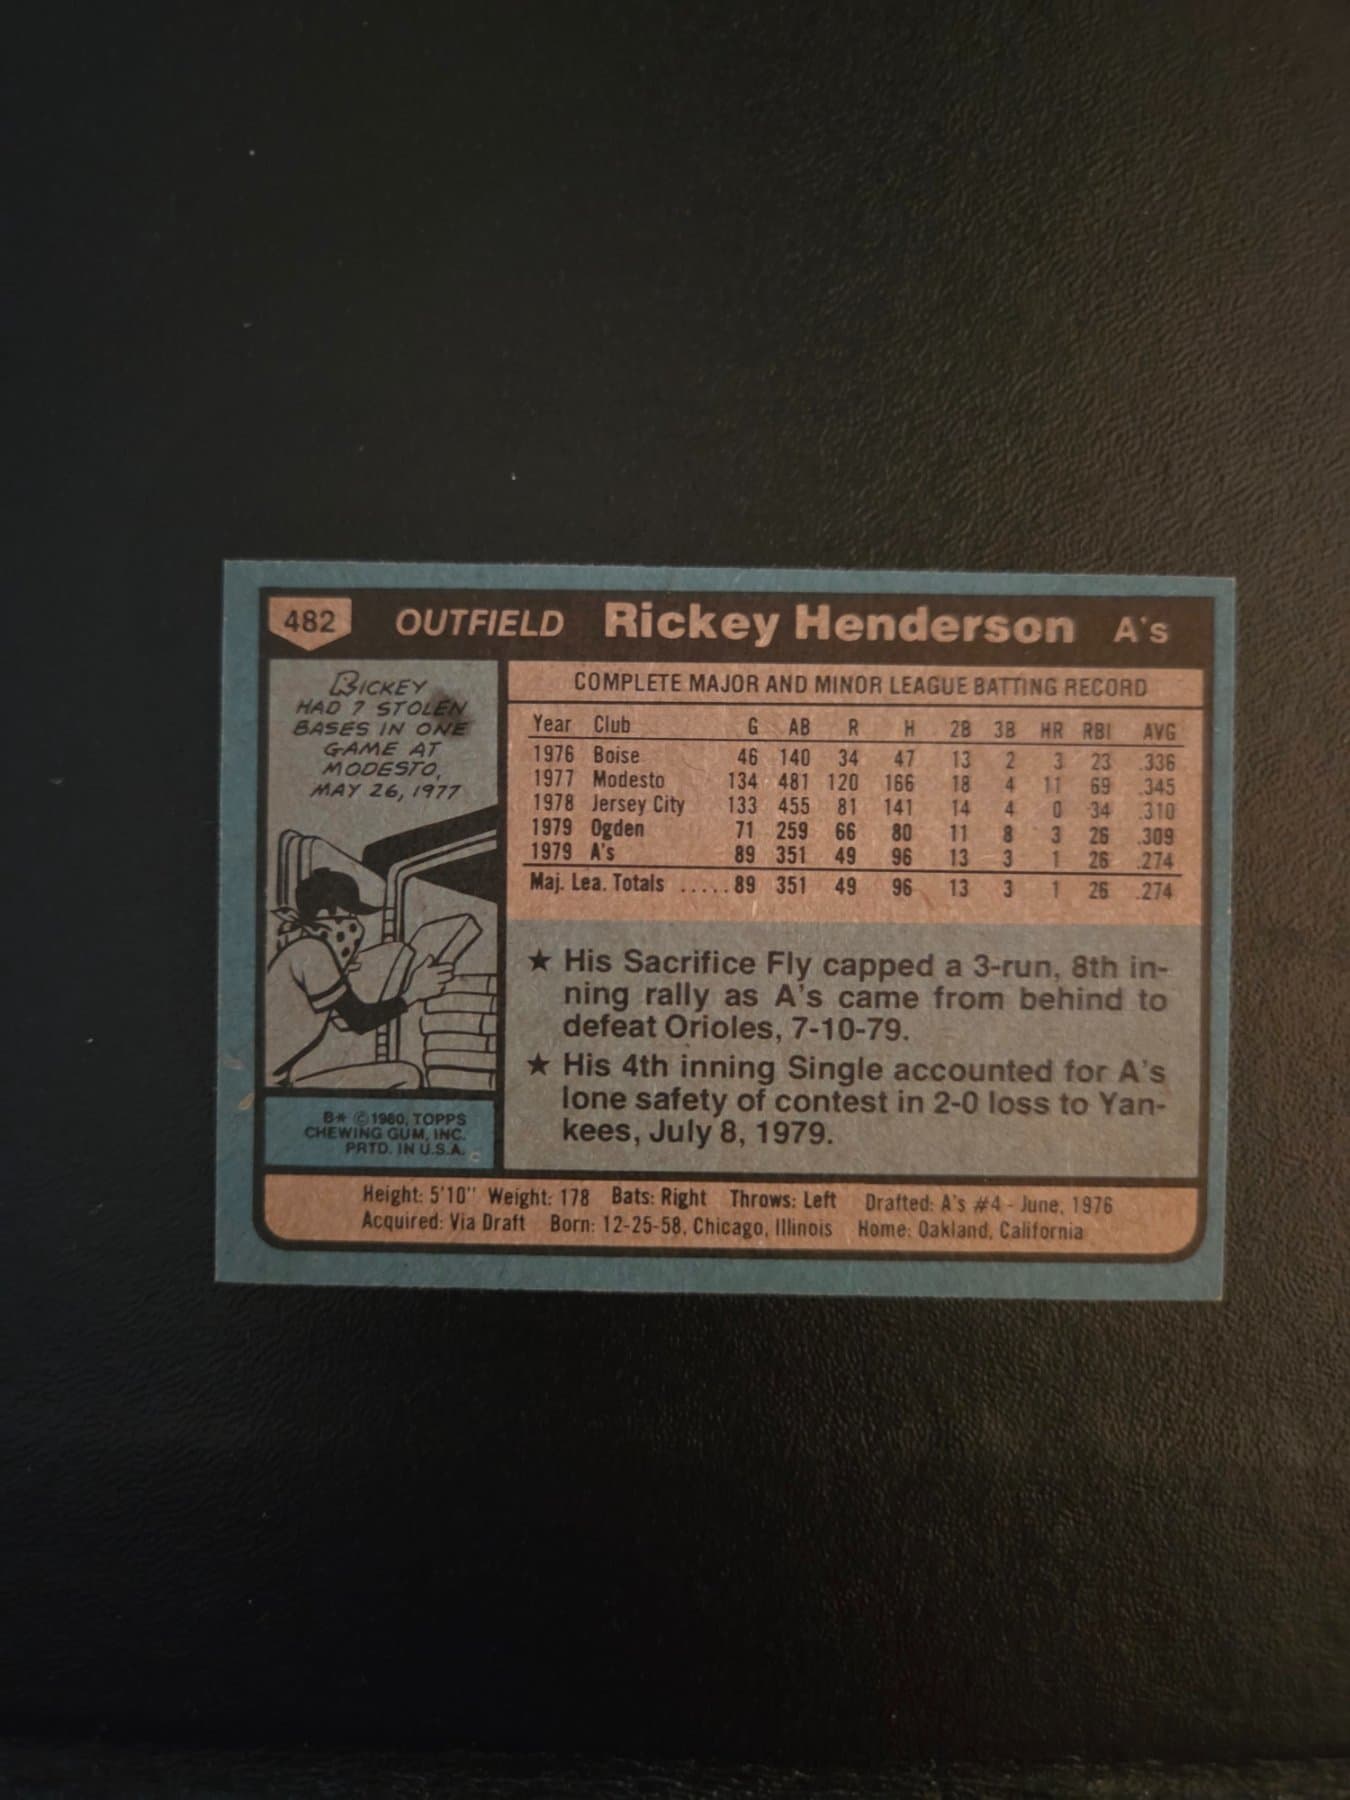 482 OUTFIELD Rickey Henderson A's
RICKEY
HAD 7 STOLEN
BASES IN ONE
GAME AT
MODESTO,
MAY 26, 1977
COMPLETE MAJOR AND MINOR LEAGUE BATTING RECORD
Year Club G AB R H 2B 3B HR RBI AVG
1976 Boise 46 140 34 47 13 2 3 23 .336
1977 Modesto 134 481 120 166 18 4 11 69 .345
1978 Jersey City 133 455 81 141 14 4 0 34 .310
1979 Ogden 71 259 66 80 11 8 3 26 .309
1979 A's 89 351 49 96 13 3 1 26 .274
Maj. Lea. Totals .....89 351 49 96 13 3 1 26 .274
★ His Sacrifice Fly capped a 3-run, 8th in-
ning rally as A's came from behind to
defeat Orioles, 7-10-79.
★ His 4th inning Single accounted for A's
lone safety of contest in 2-0 loss to Yan-
kees, July 8, 1979.
B* © 1980, TOPPS
CHEWING GUM, INC.
PRTD. IN U.S.A.
Height: 5'10" Weight: 178 Bats: Right Throws: Left Drafted: A's #4 - June, 1976
Acquired: Via Draft Born: 12-25-58, Chicago, Illinois Home: Oakland, California